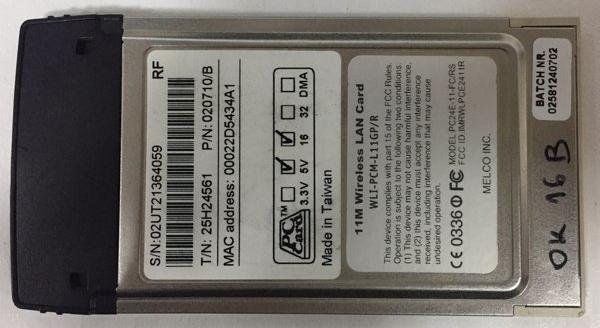 S/N:02UT21364059
RF
T/N: 25H24561 P/N: 020710/B
MAC address: 00022D5434A1
PC Card™
3.3V 5V 16 32 DMA
Made in Taiwan
11M Wireless LAN Card
WLI-PCM-L11GP/R
This device complies with part 15 of the FCC Rules.
Operation is subject to the following two conditions.
(1) This device may not cause harmful interference
and (2) this device must accept any interference
received, including interference that may cause
undesired operation.
CE 0336 FC MODEL:PC24E-11-FC/RS
FCC ID:IMRWLPCE2411R
MELCO INC.
BATCH NR.
02581240702
OK 16 B